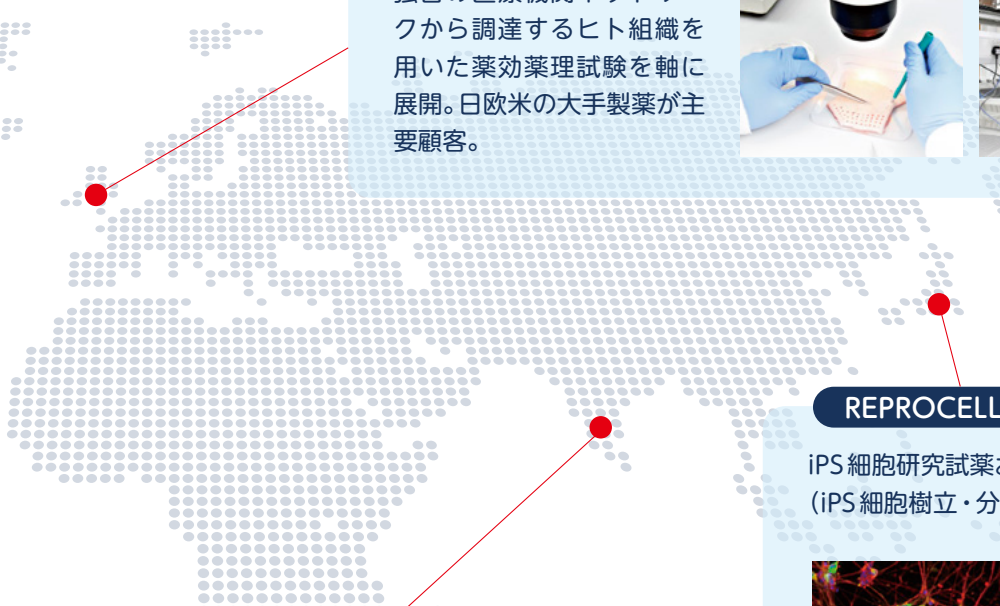 クから調達するヒト組織を
用いた薬効薬理試験を軸に
展開。日欧米の大手製薬が主
要顧客。
REPROCELL
iPS細胞研究試薬
(iPS細胞樹立・分